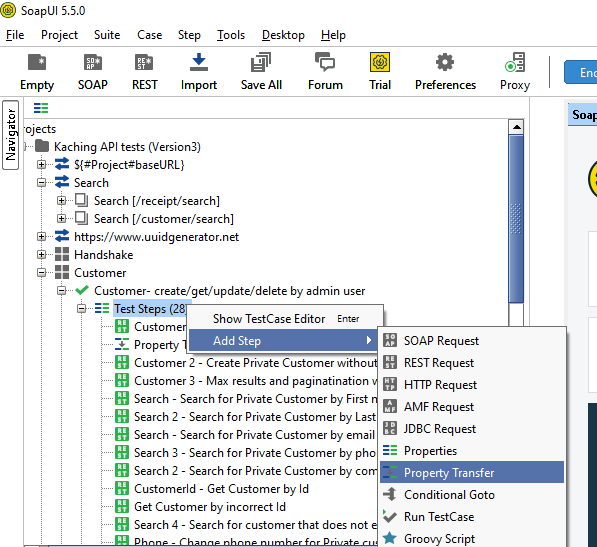 SoapUI 5.5.0
File Project Suite Case Step Tools Desktop Help
Empty SOAP REST Import Save All Forum Trial Preferences Proxy
End
Navigator
Soap
rojects
Kaching API tests (Version3)
${#Project#baseURL}
Search
Search [/receipt/search]
Search [/customer/search]
https://www.uuidgenerator.net
Handshake
Customer
Customer- create/get/update/delete by admin user
Test Steps (28)
Show TestCase Editor Enter
Add Step
Customer
Property T
Customer 2 - Create Private Customer without
Customer 3 - Max results and paginatination w
Search - Search for Private Customer by First n
Search 2 - Search for Private Customer by Last
Search - Search for Private Customer by email
Search 3 - Search for Private Customer by pho
Search 2 - Search for Private Customer by com
CustomerId - Get Customer by Id
Get Customer by incorrect Id
Search 4 - Search for customer that does not e
Phone - Change phone number for Private cus
SOAP Request
REST Request
HTTP Request
AMF Request
JDBC Request
Properties
Property Transfer
Conditional Goto
Run TestCase
Groovy Script